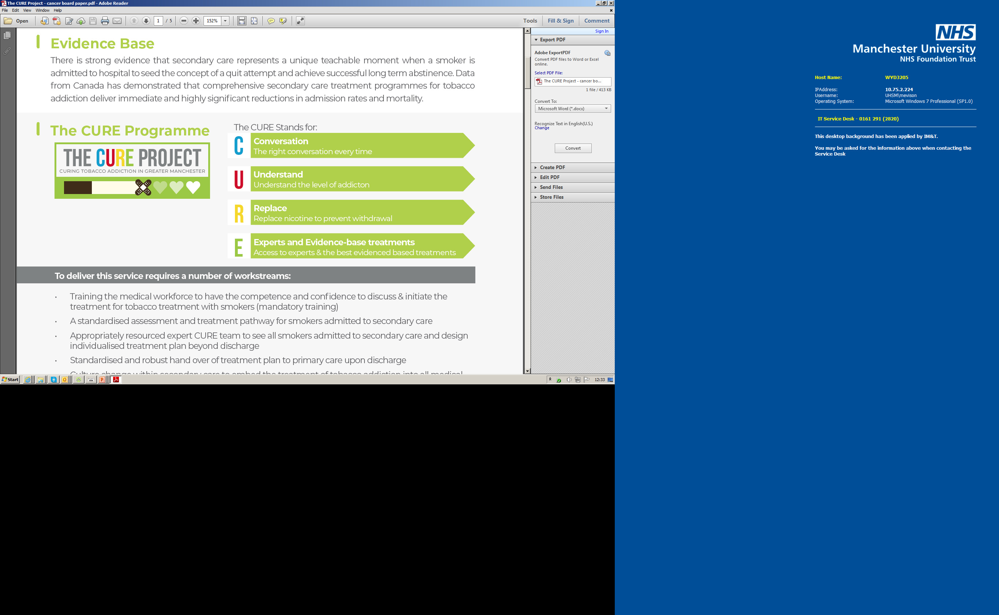 The CURE Project - cancer board paper.pdf - Adobe Reader
File Edit View Window Help
Open
1 / 5
152%
Tools Fill & Sign Comment
Evidence Base
There is strong evidence that secondary care represents a unique teachable moment when a smoker is
admitted to hospital to seed the concept of a quit attempt and achieve successful long term abstinence. Data
from Canada has demonstrated that comprehensive secondary care treatment programmes for tobacco
addiction deliver immediate and highly significant reductions in admission rates and mortality.
The CURE Programme
THE CURE PROJECT
CURING TOBACCO ADDICTION IN GREATER MANCHESTER
The CURE Stands for:
C
Conversation
The right conversation every time
U
Understand
Understand the level of addicton
R
Replace
Replace nicotine to prevent withdrawal
E
Experts and Evidence-base treatments
Access to experts & the best evidenced based treatments
To deliver this service requires a number of workstreams:
• Training the medical workforce to have the competence and confidence to discuss & initiate the
treatment for tobacco treatment with smokers (mandatory training)
• A standardised assessment and treatment pathway for smokers admitted to secondary care
• Appropriately resourced expert CURE team to see all smokers admitted to secondary care and design
individualised treatment plan beyond discharge
• Standardised and robust hand over of treatment plan to primary care upon discharge
Culture change within secondary care to embed the treatment of tobacco addiction into all medical
Sign In
Export PDF
Adobe ExportPDF
Convert PDF files to Word or Excel
online.
Select PDF File:
The CURE Project - cancer bo...
1 file / 413 KB
Convert To:
Microsoft Word (*.docx)
Recognize Text in English(U.S.)
Change
Convert
Create PDF
Edit PDF
Send Files
Store Files
Start
12:33
NHS
Manchester University
NHS Foundation Trust
Host Name: WYD3205
IPAddress: 10.75.2.224
Username: UHSM\mevison
Operating System: Microsoft Windows 7 Professional (SP1.0)
IT Service Desk - 0161 291 (2820)
This desktop background has been applied by IM&T.
You may be asked for the information above when contacting the
Service Desk